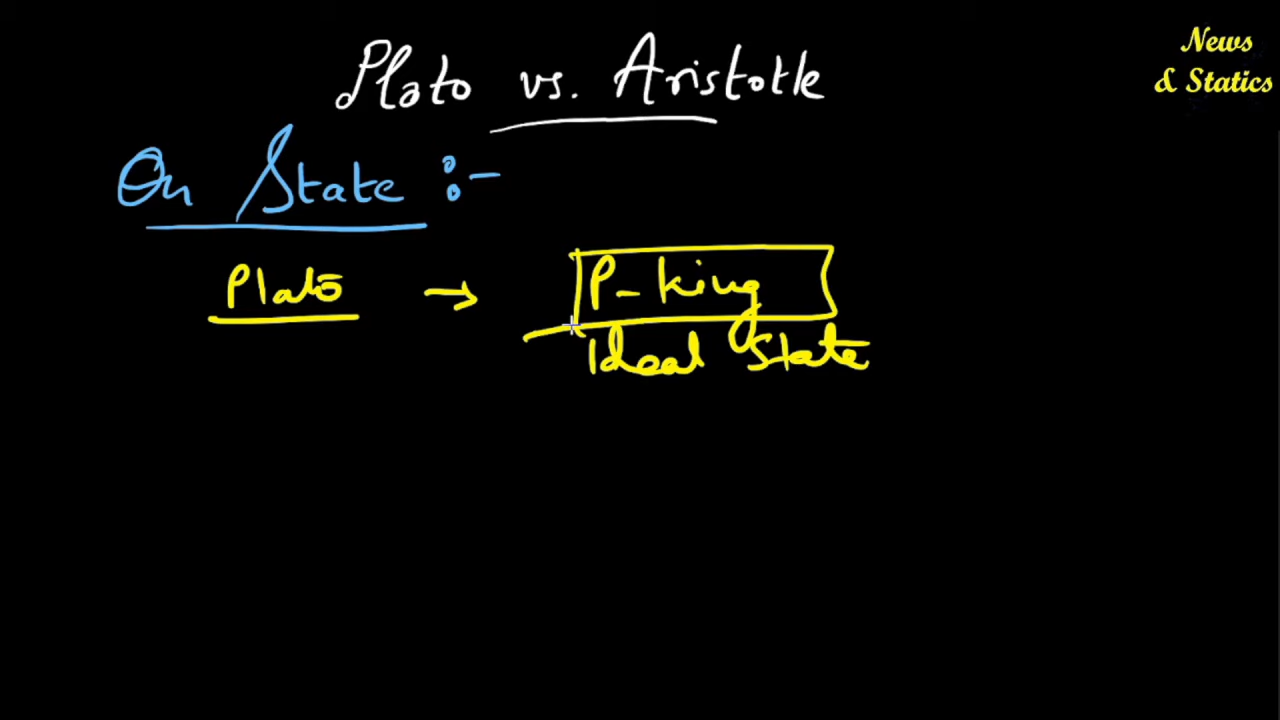 Plato vs. Aristotle
News
& Statics
On State :-
Plato → P-king
Ideal State